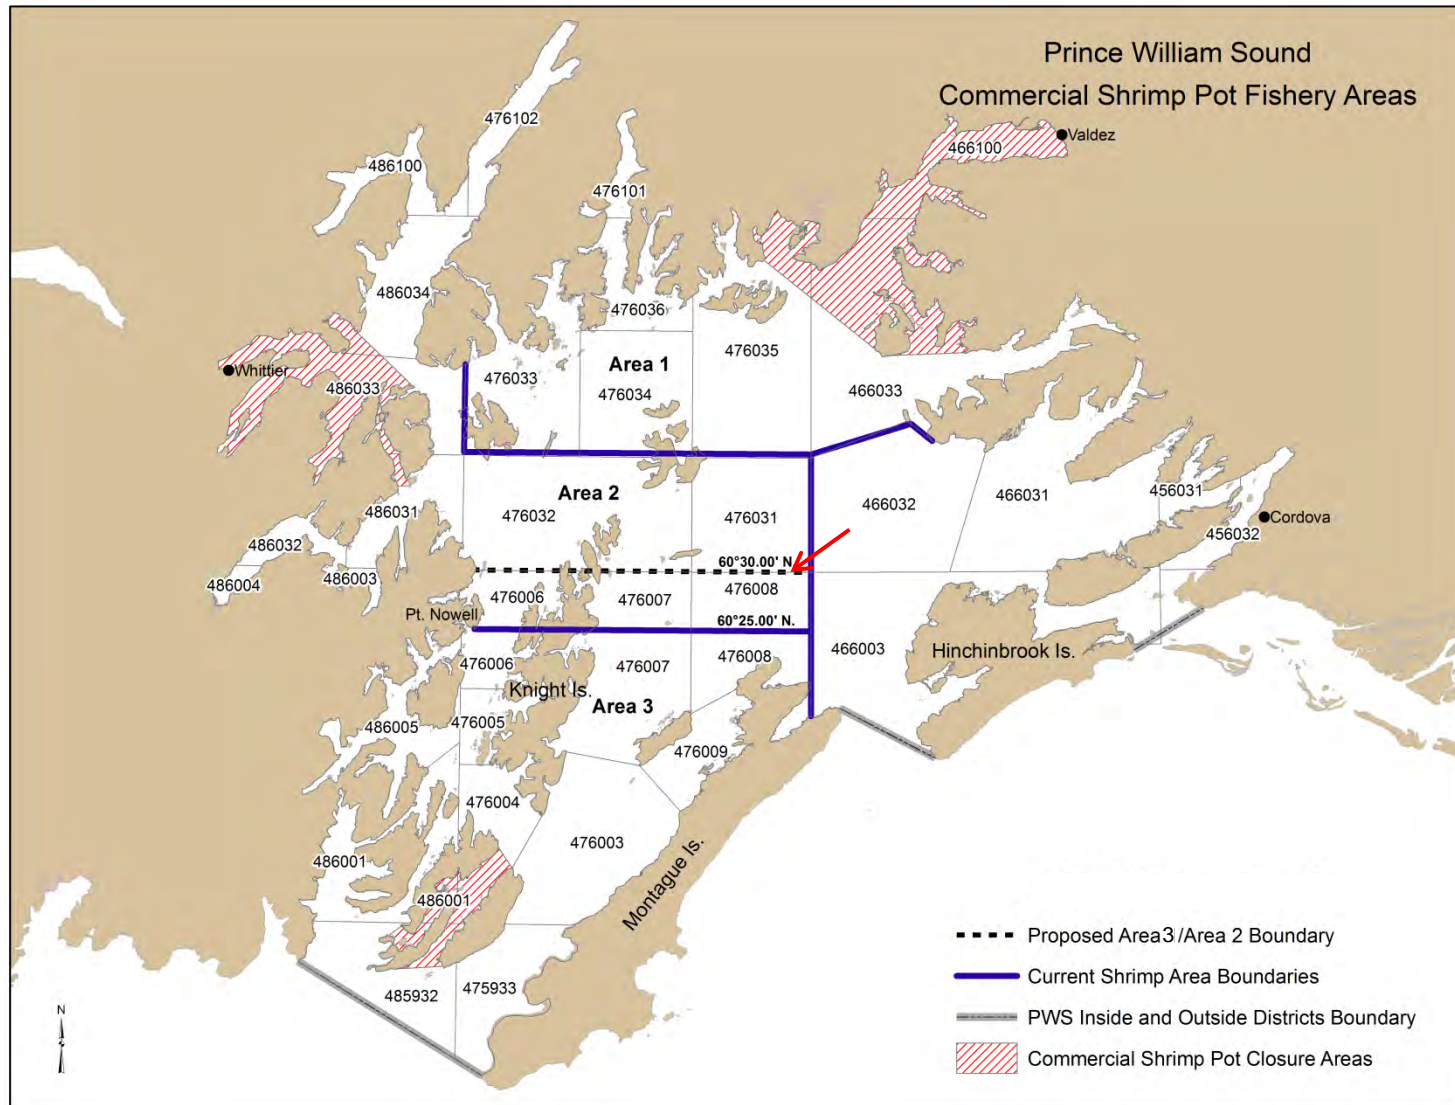 Prince William Sound
Commercial Shrimp Pot Fishery Areas
476102
Valdez
466100
486100
476101
486034
476036
476035
Area 1
476033
Whittier
486033
476034
466033
Area 2
476032
476031
466032
466031
456031
Cordova
456032
486031
486032
486003
486004
60°30.00' N
476006
476007
476008
Pt. Nowell
60°25.00' N.
476006
476007
476008
466003
Hinchinbrook Is.
Knight Is.
Area 3
476005
486005
476009
476004
476003
486001
486001
Montague Is.
485932
475933
N
Proposed Area3/Area 2 Boundary
Current Shrimp Area Boundaries
PWS Inside and Outside Districts Boundary
Commercial Shrimp Pot Closure Areas